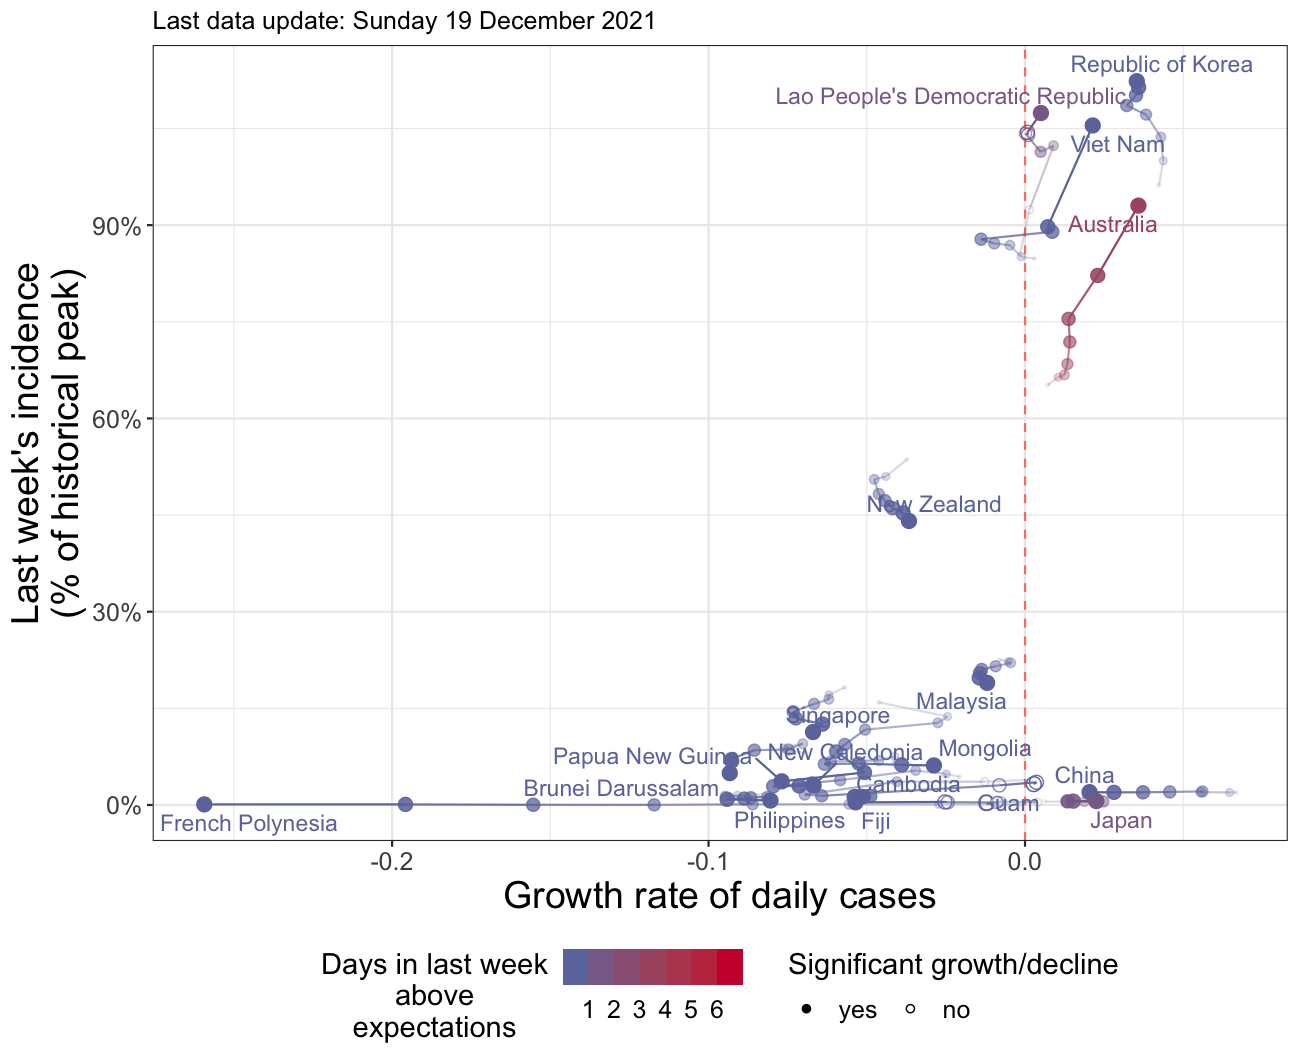 Last data update: Sunday 19 December 2021
Last week's incidence
(% of historical peak)
90%
60%
30%
0%
Republic of Korea
Lao People's Democratic Republic
Viet Nam
Australia
New Zealand
Malaysia
Singapore
Papua New Guinea
New Caledonia
Mongolia
Brunei Darussalam
Cambodia
China
Guam
French Polynesia
Philippines
Fiji
Japan
-0.2
-0.1
0.0
Growth rate of daily cases
Days in last week
above
expectations
1 2 3 4 5 6
Significant growth/decline
yes
no